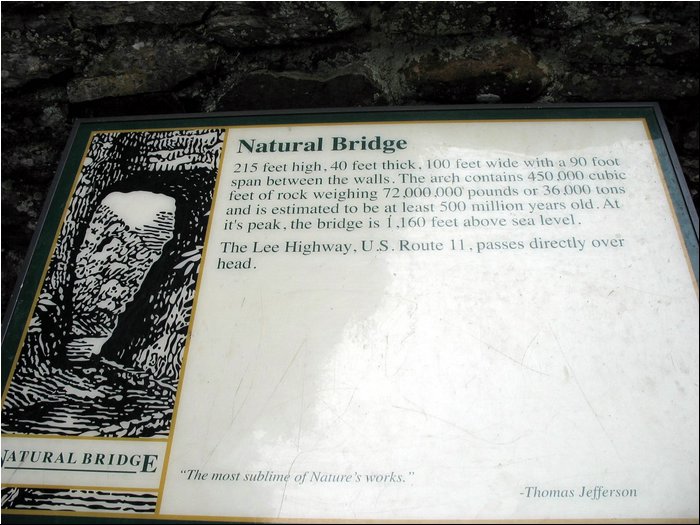 Natural Bridge
215 feet high, 40 feet thick, 100 feet wide with a 90 foot
span between the walls. The arch contains 450,000 cubic
feet of rock weighing 72,000,000 pounds or 36,000 tons
and is estimated to be at least 500 million years old. At
it's peak, the bridge is 1,160 feet above sea level.
The Lee Highway, U.S. Route 11, passes directly over
head.
NATURAL BRIDGE
"The most sublime of Nature's works."
-Thomas Jefferson